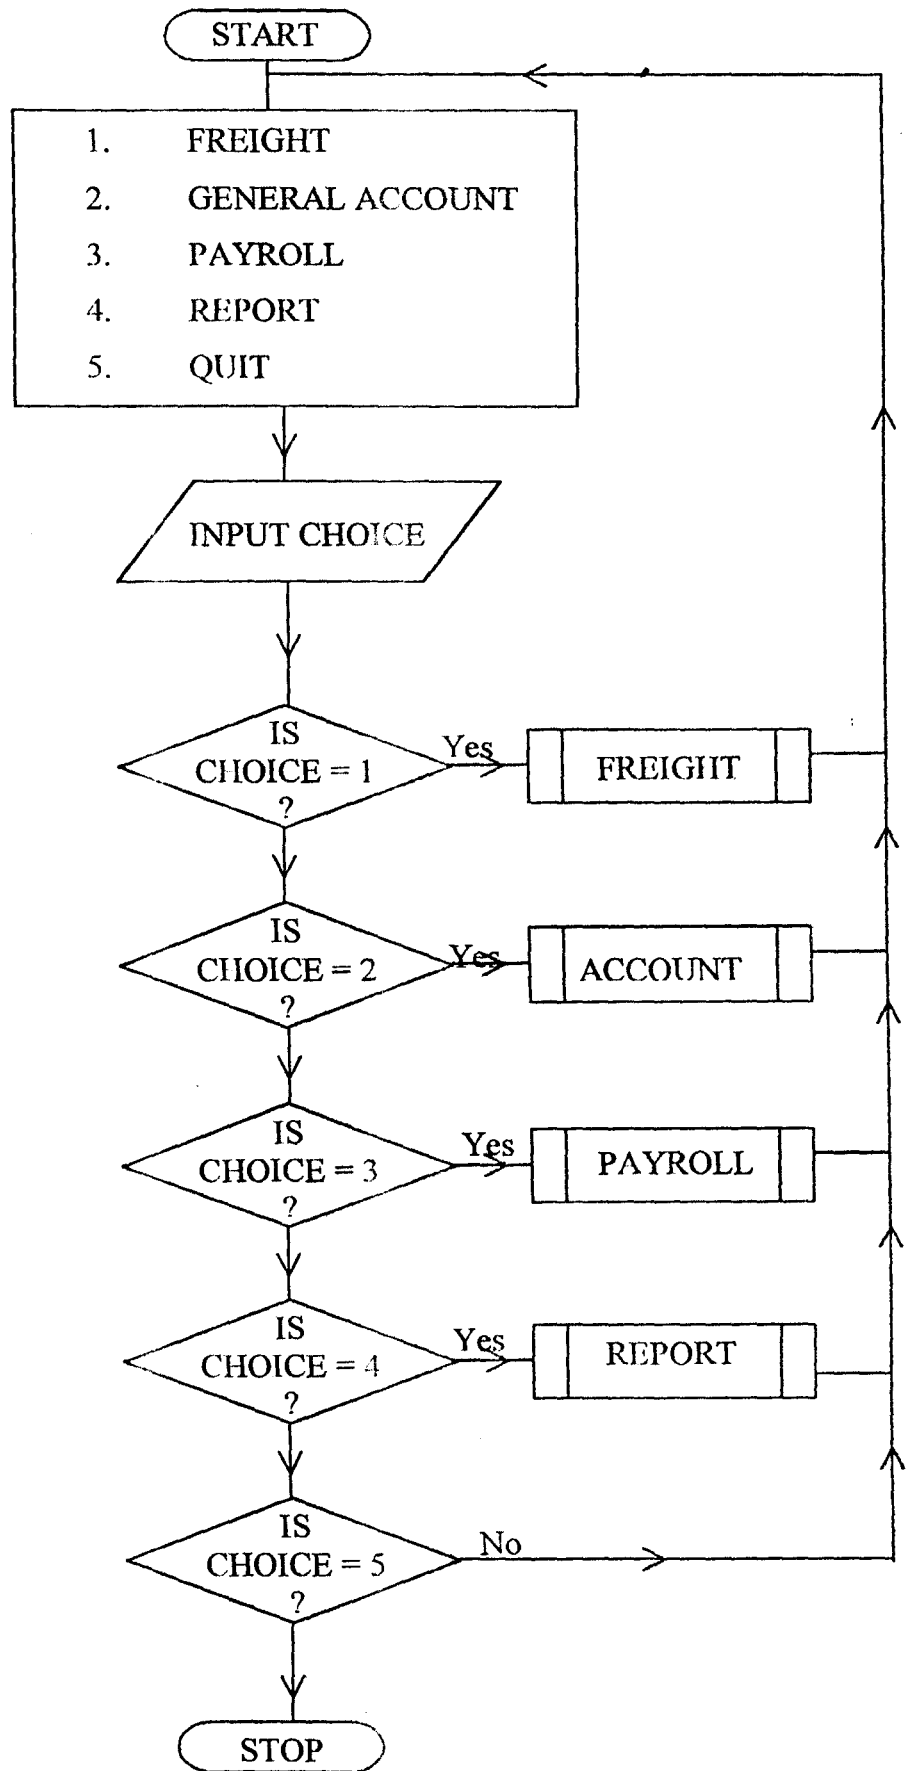 START
1. FREIGHT
2. GENERAL ACCOUNT
3. PAYROLL
4. REPORT
5. QUIT
INPUT CHOICE
IS
CHOICE = 1
?
Yes
FREIGHT
IS
CHOICE = 2
?
Yes
ACCOUNT
IS
CHOICE = 3
?
Yes
PAYROLL
IS
CHOICE = 4
?
Yes
REPORT
IS
CHOICE = 5
?
No
STOP